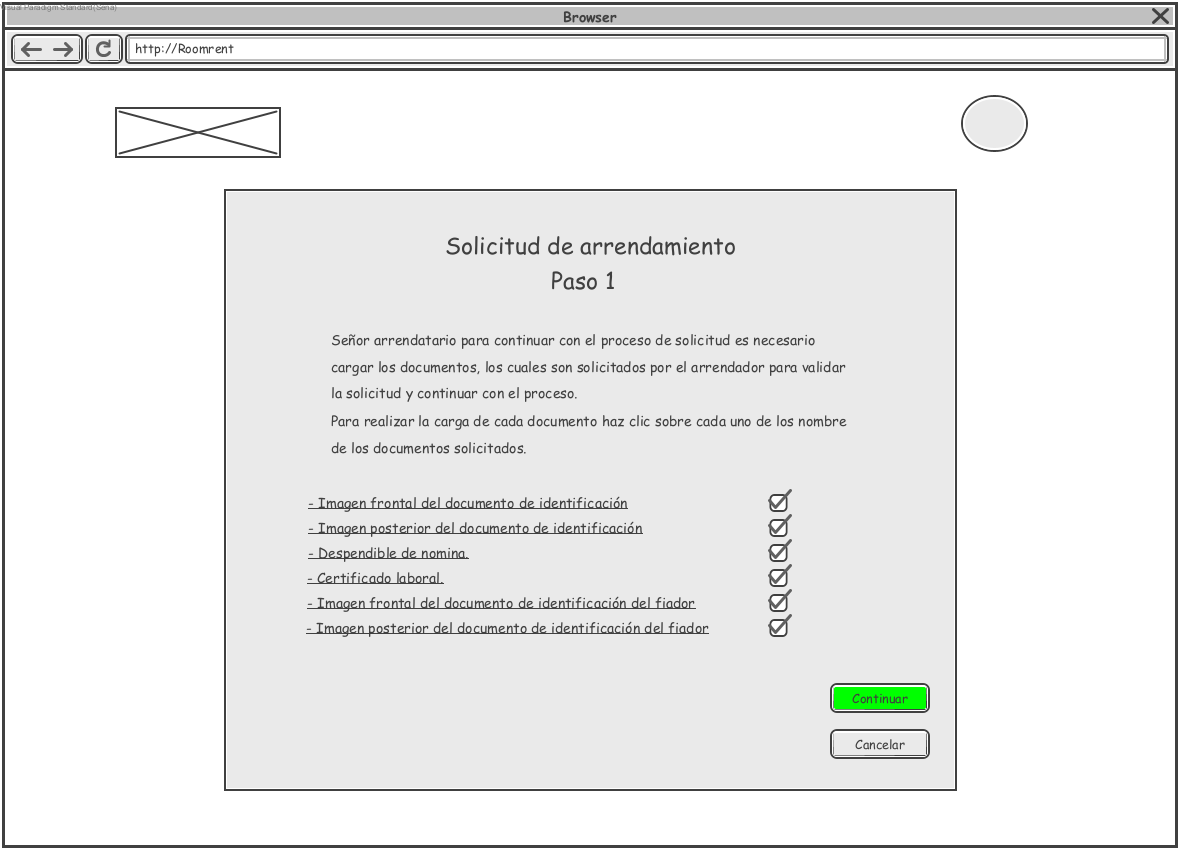 Visual Paradigm Standard(Seria)
Browser
http://Roomrent
Solicitud de arrendamiento
Paso 1
Señor arrendatario para continuar con el proceso de solicitud es necesario
cargar los documentos, los cuales son solicitados por el arrendador para validar
la solicitud y continuar con el proceso.
Para realizar la carga de cada documento haz clic sobre cada uno de los nombre
de los documentos solicitados.
- Imagen frontal del documento de identificación
- Imagen posterior del documento de identificación
- Despendible de nomina.
- Certificado laboral.
- Imagen frontal del documento de identificación del fiador
- Imagen posterior del documento de identificación del fiador
Continuar
Cancelar